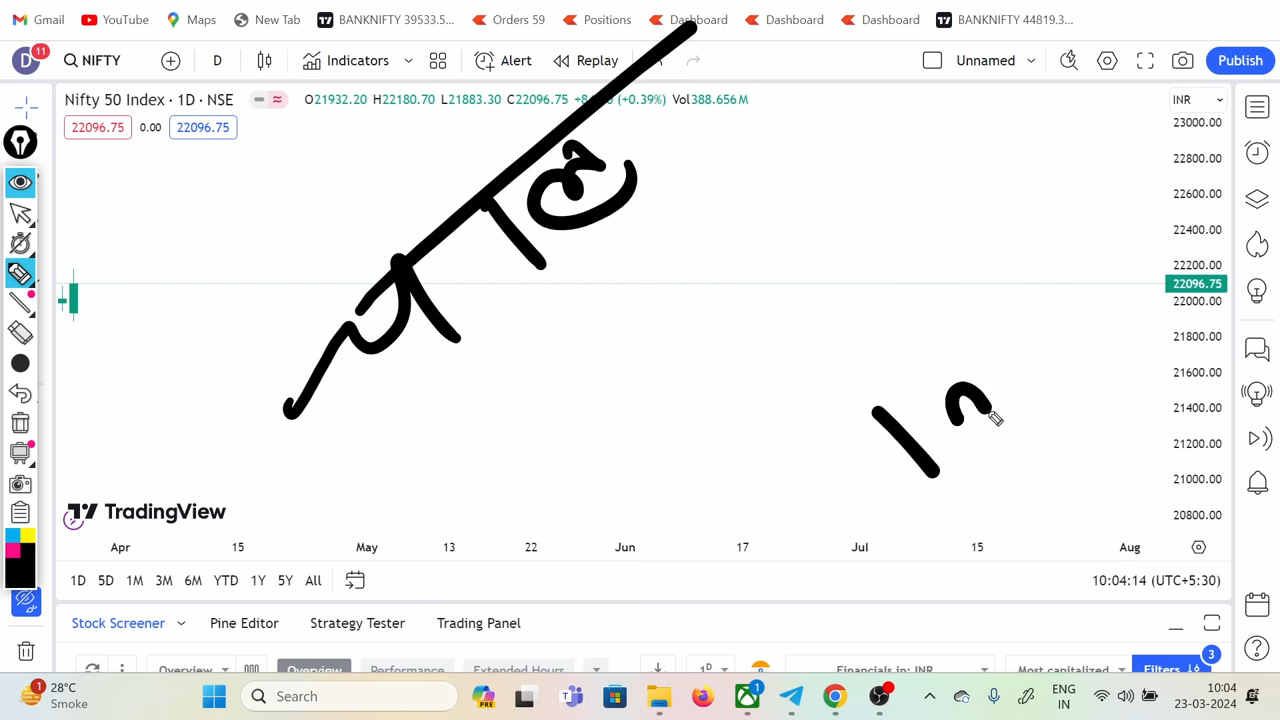 Gmail YouTube Maps New Tab BANKNIFTY 39533.5... Orders 59 Positions Dashboard Dashboard Dashboard BANKNIFTY 44819.3...
D 11 NIFTY D Indicators Alert Replay Unnamed Publish
Nifty 50 Index · 1D · NSE O21932.20 H22180.70 L21883.30 C22096.75 (+0.39%) Vol388.656M INR
22096.75 0.00 22096.75
23000.00
22800.00
22600.00
22400.00
22200.00
22096.75
22000.00
21800.00
21600.00
21400.00
21200.00
21000.00
20800.00
TradingView
Apr 15 May 13 22 Jun 17 Jul 15 Aug
1D 5D 1M 3M 6M YTD 1Y 5Y All 10:04:14 (UTC+5:30)
Stock Screener Pine Editor Strategy Tester Trading Panel
Overview Overview Performance Extended Hours 1D Financials in: INR Most capitalized Filters 3
28°C Search ENG 10:04
Smoke IN 23-03-2024